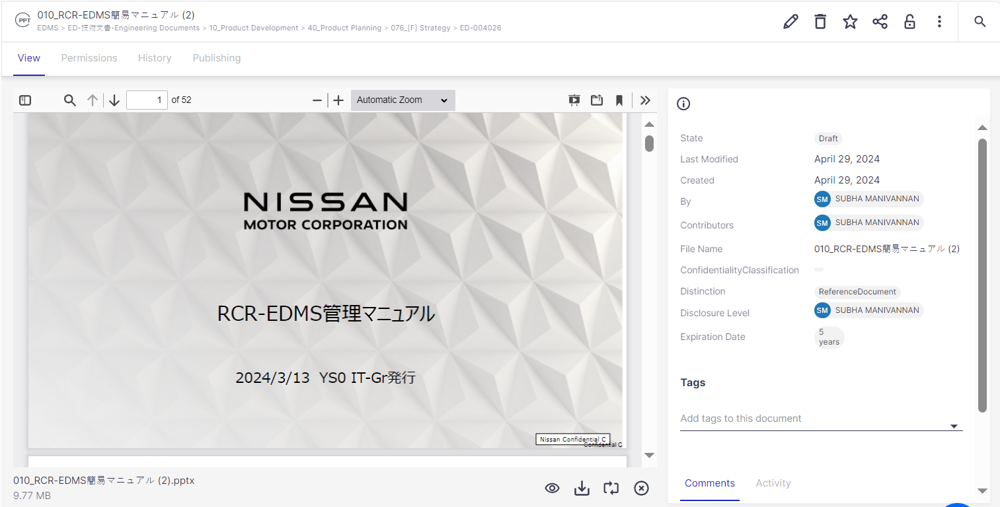 PPT
010_RCR-EDMS簡易マニュアル (2)
EDMS > ED-技術文書-Engineering Documents > 10_Product Development > 40_Product Planning > 076_[F] Strategy > ED-004026
View Permissions History Publishing
1 of 52
Automatic Zoom
NISSAN
MOTOR CORPORATION
RCR-EDMS管理マニュアル
2024/3/13 YS0 IT-Gr発行
Nissan Confidential C
Confidential C
010_RCR-EDMS簡易マニュアル (2).pptx
9.77 MB
State Draft
Last Modified April 29, 2024
Created April 29, 2024
By SM SUBHA MANIVANNAN
Contributors SM SUBHA MANIVANNAN
File Name 010_RCR-EDMS簡易マニュアル (2)
ConfidentialityClassification
Distinction ReferenceDocument
Disclosure Level SM SUBHA MANIVANNAN
Expiration Date 5
years
Tags
Add tags to this document
Comments Activity